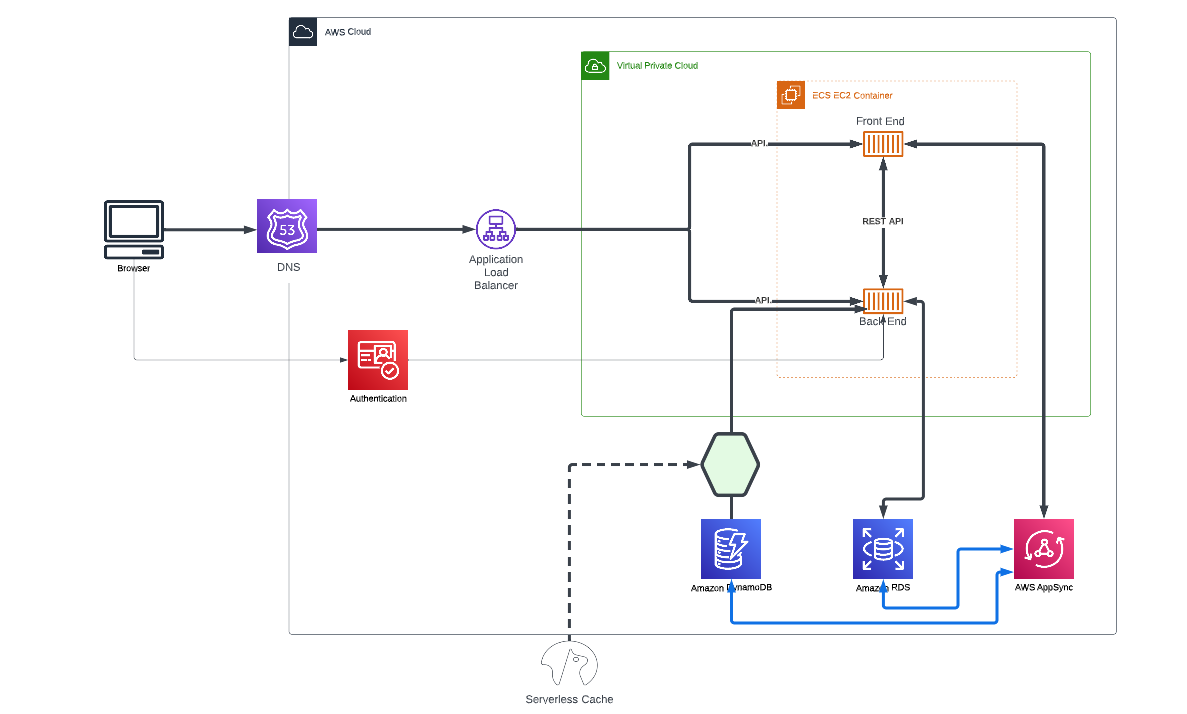 AWS Cloud
Virtual Private Cloud
ECS EC2 Container
Front End
API
REST API
53
Browser
DNS
Application
Load
Balancer
API
Back End
Authentication
Amazon DynamoDB
Amazon RDS
AWS AppSync
Serverless Cache